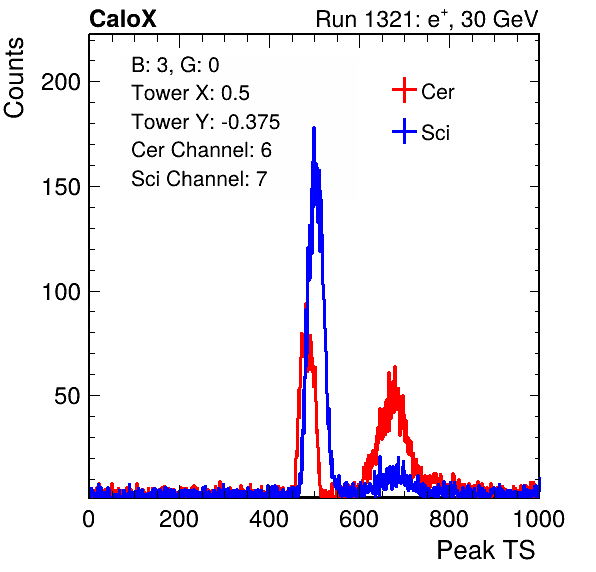 CaloX Run 1321: e⁺, 30 GeV
Counts
B: 3, G: 0
Tower X: 0.5
Tower Y: -0.375
Cer Channel: 6
Sci Channel: 7
Cer
Sci
200
150
100
50
0 200 400 600 800 1000
Peak TS